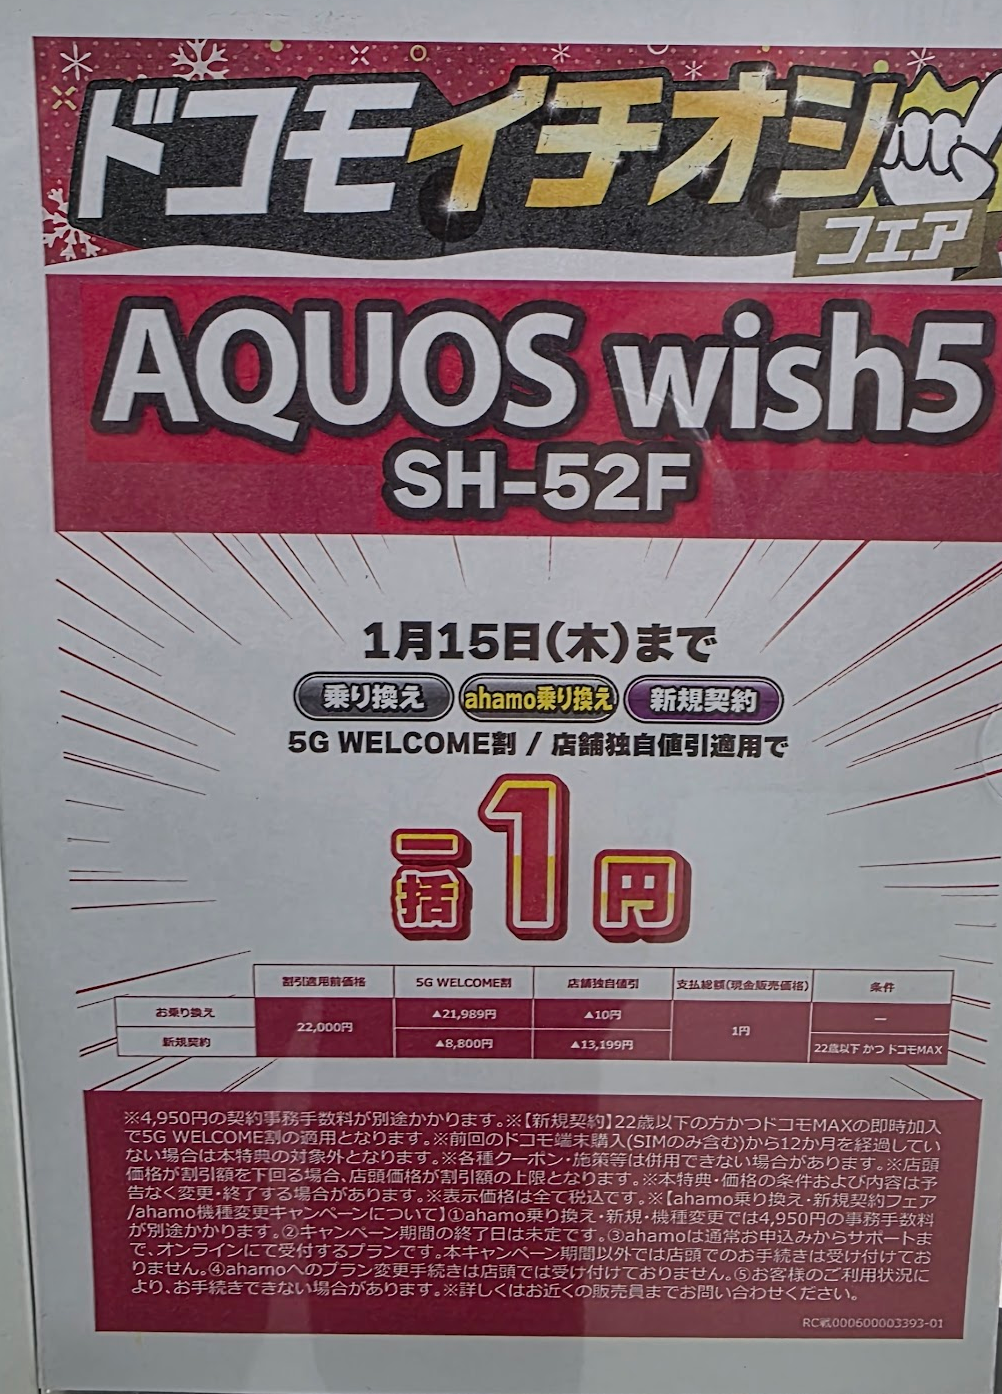 ドコモイチオシ
フェア
AQUOS wish5
SH-52F
1月15日(木)まで
乗り換え ahamo乗り換え 新規契約
5G WELCOME割 / 店舗独自値引適用で
一括1円
割引適用前価格 5G WELCOME割 店舗独自値引 支払総額(現金販売価格) 条件
お乗り換え 22,000円 ▲21,989円 ▲10円 1円 ー
新規契約 ▲8,800円 ▲13,199円 22歳以下 かつ ドコモMAX
※4,950円の契約事務手数料が別途かかります。※【新規契約】22歳以下の方かつドコモMAXの即時加入
で5G WELCOME割の適用となります。※前回のドコモ端末購入(SIMのみ含む)から12か月を経過してい
ない場合は本特典の対象外となります。※各種クーポン・施策等は併用できない場合があります。※店頭
価格が割引額を下回る場合、店頭価格が割引額の上限となります。※本特典・価格の条件および内容は予
告なく変更・終了する場合があります。※表示価格は全て税込です。※【ahamo乗り換え・新規契約フェア
/ahamo機種変更キャンペーンについて】①ahamo乗り換え・新規・機種変更では4,950円の事務手数料
が別途かかります。②キャンペーン期間の終了日は未定です。③ahamoは通常お申込みからサポートま
で、オンラインにて受付するプランです。本キャンペーン期間以外では店頭でのお手続きは受け付けてお
りません。④ahamoへのプラン変更手続きは店頭では受け付けておりません。⑤お客様のご利用状況に
より、お手続きできない場合があります。※詳しくはお近くの販売員までお問い合わせください。
RC戦000600003393-01